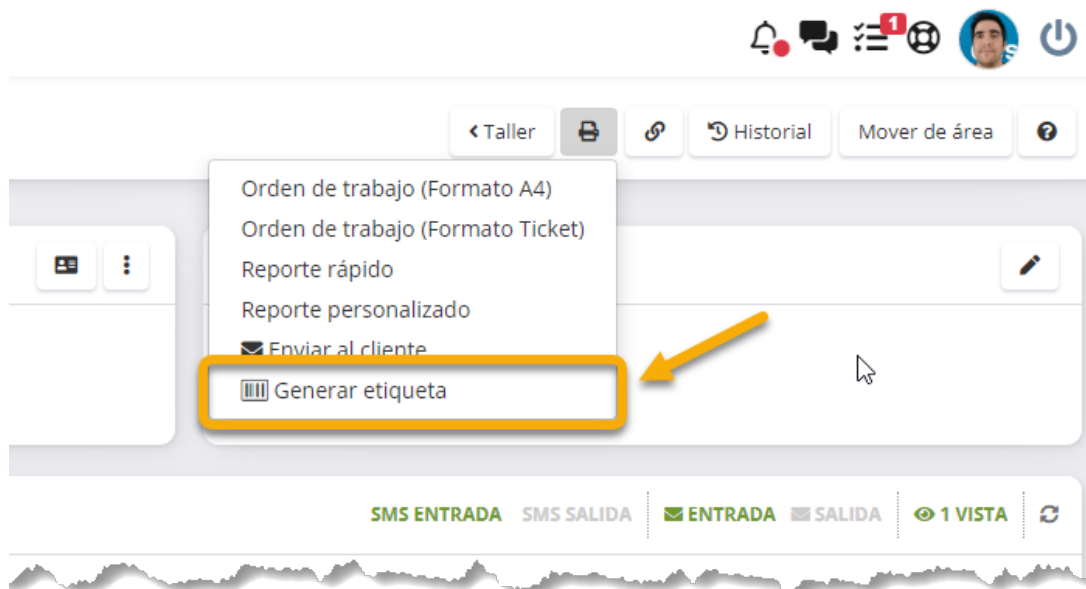 1
Taller Historial Mover de área
Orden de trabajo (Formato A4)
Orden de trabajo (Formato Ticket)
Reporte rápido
Reporte personalizado
Enviar al cliente
Generar etiqueta
SMS ENTRADA SMS SALIDA ENTRADA SALIDA 1 VISTA